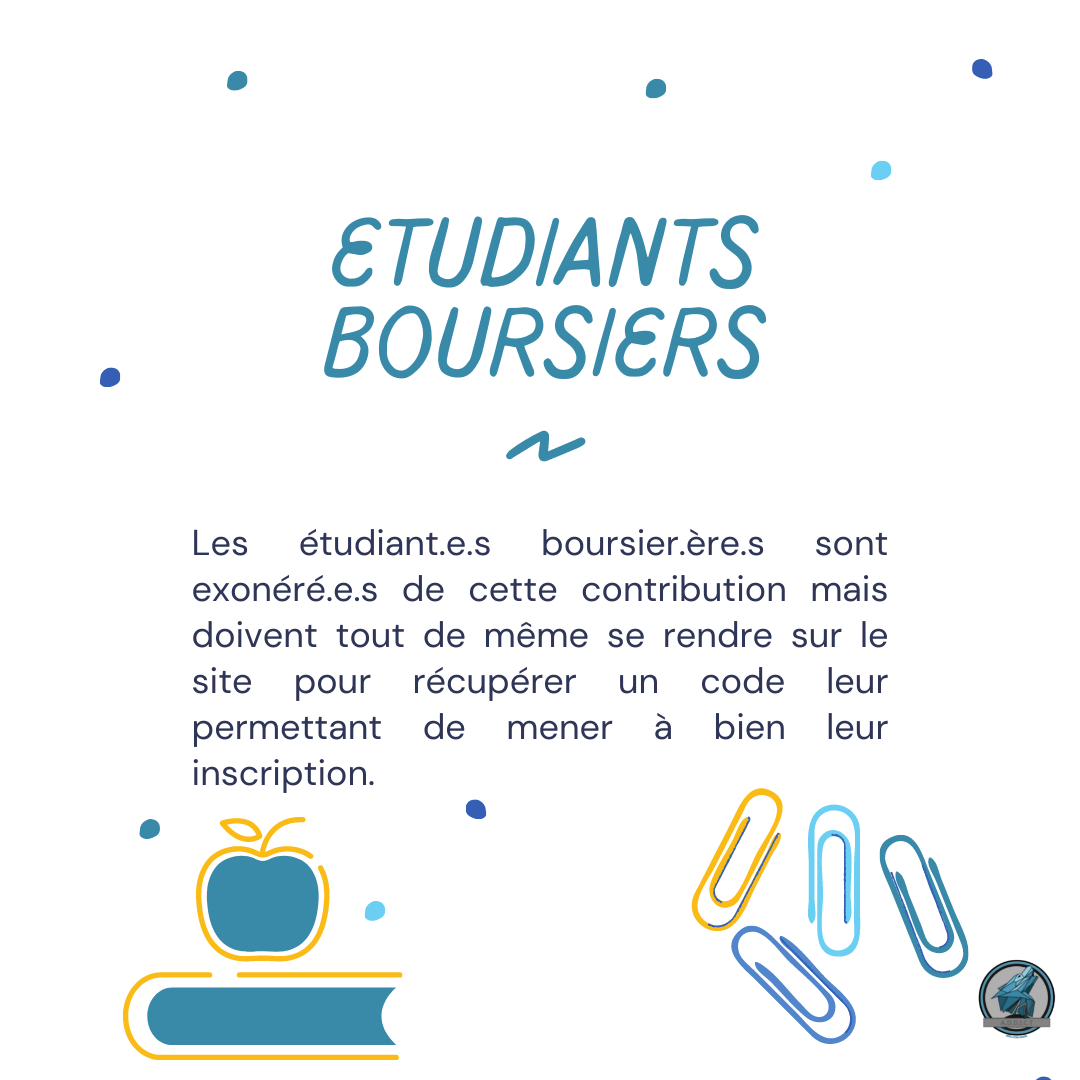 ETUDIANTS
BOURSIERS
Les étudiant.e.s boursier.ère.s sont
exonéré.e.s de cette contribution mais
doivent tout de même se rendre sur le
site pour récupérer un code leur
permettant de mener à bien leur
inscription.